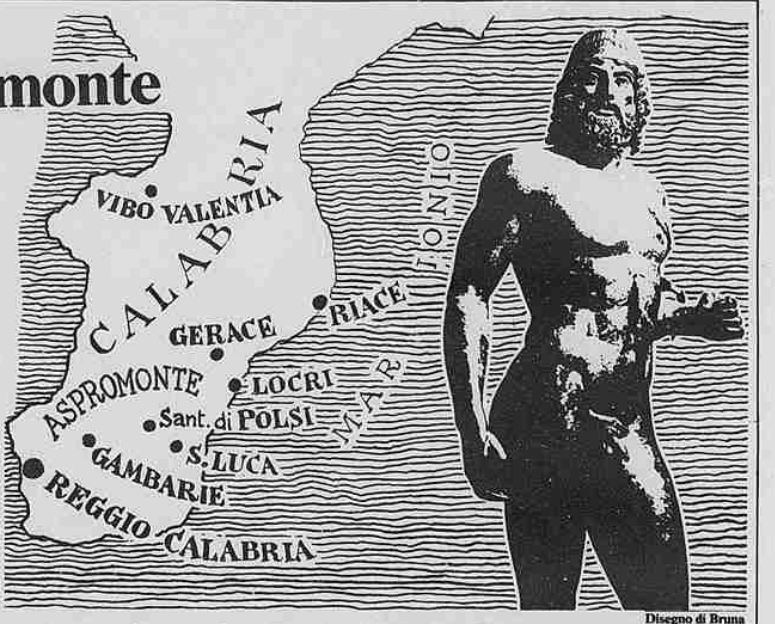 monte
CALABRIA
VIBO VALENTIA
MAR IONIO
RIACE
GERACE
LOCRI
ASPROMONTE
Sant. di POLSI
S. LUCA
GAMBARIE
REGGIO CALABRIA
Disegno di Bruna